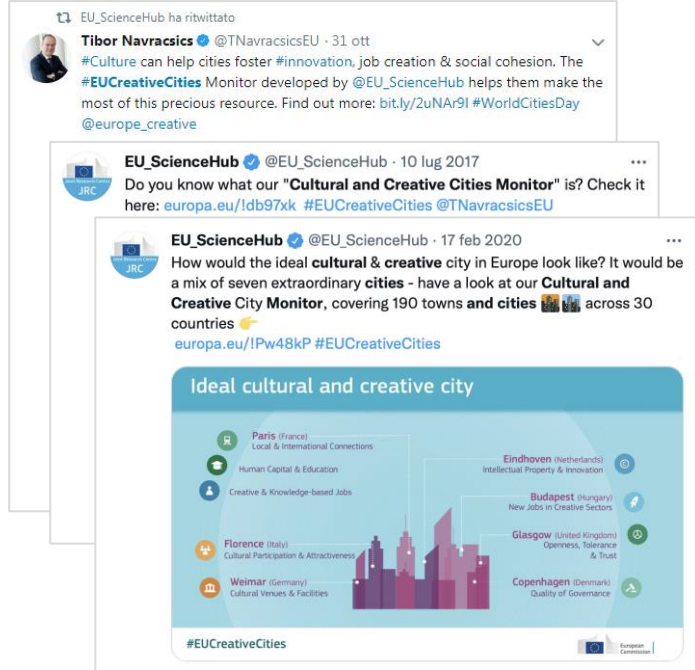 EU_ScienceHub ha ritwittato
Tibor Navracsics @TNavracsicsEU · 31 ott
#Culture can help cities foster #innovation, job creation & social cohesion. The
#EUCreativeCities Monitor developed by @EU_ScienceHub helps them make the
most of this precious resource. Find out more: bit.ly/2uNAr9I #WorldCitiesDay
@europe_creative
EU_ScienceHub @EU_ScienceHub · 10 lug 2017
Do you know what our "Cultural and Creative Cities Monitor" is? Check it
here: europa.eu/!db97xk #EUCreativeCities @TNavracsicsEU
JRC
EU_ScienceHub @EU_ScienceHub · 17 feb 2020
How would the ideal cultural & creative city in Europe look like? It would be
a mix of seven extraordinary cities - have a look at our Cultural and
Creative City Monitor, covering 190 towns and cities across 30
countries
europa.eu/!Pw48kP #EUCreativeCities
JRC
Ideal cultural and creative city
Paris (France)
Local & International Connections
Human Capital & Education
Creative & Knowledge-based Jobs
Florence (Italy)
Cultural Participation & Attractiveness
Weimar (Germany)
Cultural Venues & Facilities
Eindhoven (Netherlands)
Intellectual Property & Innovation
Budapest (Hungary)
New Jobs in Creative Sectors
Glasgow (United Kingdom)
Openness, Tolerance
& Trust
Copenhagen (Denmark)
Quality of Governance
#EUCreativeCities
European
Commission